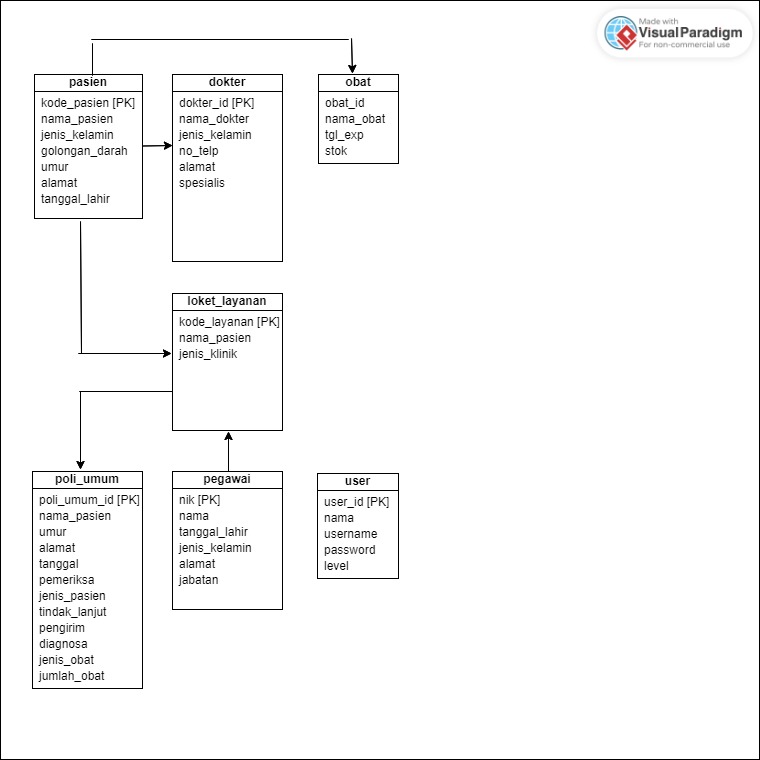 Made with
VisualParadigm
For non-commercial use
pasien
kode_pasien [PK]
nama_pasien
jenis_kelamin
golongan_darah
umur
alamat
tanggal_lahir
dokter
dokter_id [PK]
nama_dokter
jenis_kelamin
no_telp
alamat
spesialis
obat
obat_id
nama_obat
tgl_exp
stok
loket_layanan
kode_layanan [PK]
nama_pasien
jenis_klinik
poli_umum
poli_umum_id [PK]
nama_pasien
umur
alamat
tanggal
pemeriksa
jenis_pasien
tindak_lanjut
pengirim
diagnosa
jenis_obat
jumlah_obat
pegawai
nik [PK]
nama
tanggal_lahir
jenis_kelamin
alamat
jabatan
user
user_id [PK]
nama
username
password
level